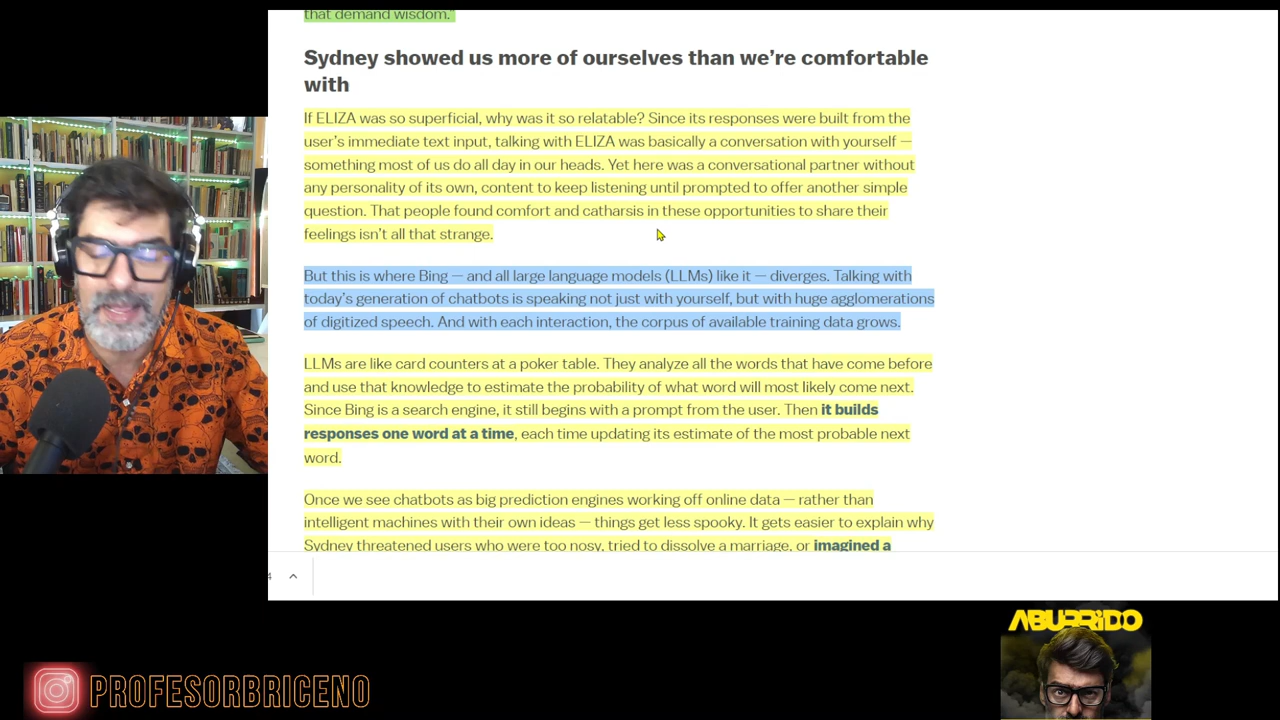 that demand wisdom."
Sydney showed us more of ourselves than we're comfortable
with
If ELIZA was so superficial, why was it so relatable? Since its responses were built from the
user's immediate text input, talking with ELIZA was basically a conversation with yourself —
something most of us do all day in our heads. Yet here was a conversational partner without
any personality of its own, content to keep listening until prompted to offer another simple
question. That people found comfort and catharsis in these opportunities to share their
feelings isn't all that strange.
But this is where Bing — and all large language models (LLMs) like it — diverges. Talking with
today's generation of chatbots is speaking not just with yourself, but with huge agglomerations
of digitized speech. And with each interaction, the corpus of available training data grows.
LLMs are like card counters at a poker table. They analyze all the words that have come before
and use that knowledge to estimate the probability of what word will most likely come next.
Since Bing is a search engine, it still begins with a prompt from the user. Then it builds
responses one word at a time, each time updating its estimate of the most probable next
word.
Once we see chatbots as big prediction engines working off online data — rather than
intelligent machines with their own ideas — things get less spooky. It gets easier to explain why
Sydney threatened users who were too nosy, tried to dissolve a marriage, or imagined a
PROFESORBRICENO
ABURRIDO